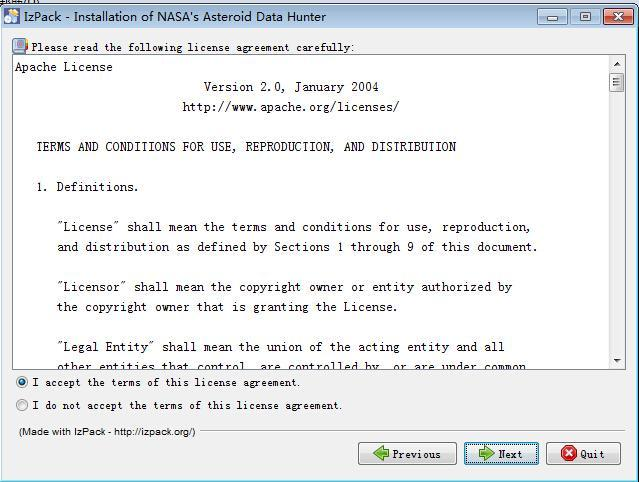 IzPack - Installation of NASA's Asteroid Data Hunter
Please read the following license agreement carefully:
Apache License
Version 2.0, January 2004
http://www.apache.org/licenses/
TERMS AND CONDITIONS FOR USE, REPRODUCTION, AND DISTRIBUTION
1. Definitions.
"License" shall mean the terms and conditions for use, reproduction,
and distribution as defined by Sections 1 through 9 of this document.
"Licensor" shall mean the copyright owner or entity authorized by
the copyright owner that is granting the License.
"Legal Entity" shall mean the union of the acting entity and all
other entities that control, are controlled by, or are under common
I accept the terms of this license agreement.
I do not accept the terms of this license agreement.
(Made with IzPack - http://izpack.org/)
Previous
Next
Quit